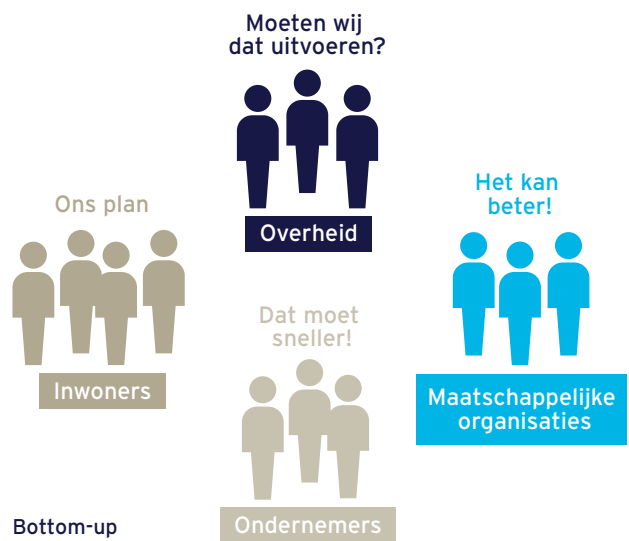 Moeten wij
dat uitvoeren?
Overheid
Ons plan
Inwoners
Het kan
beter!
Maatschappelijke
organisaties
Dat moet
sneller!
Ondernemers
Bottom-up